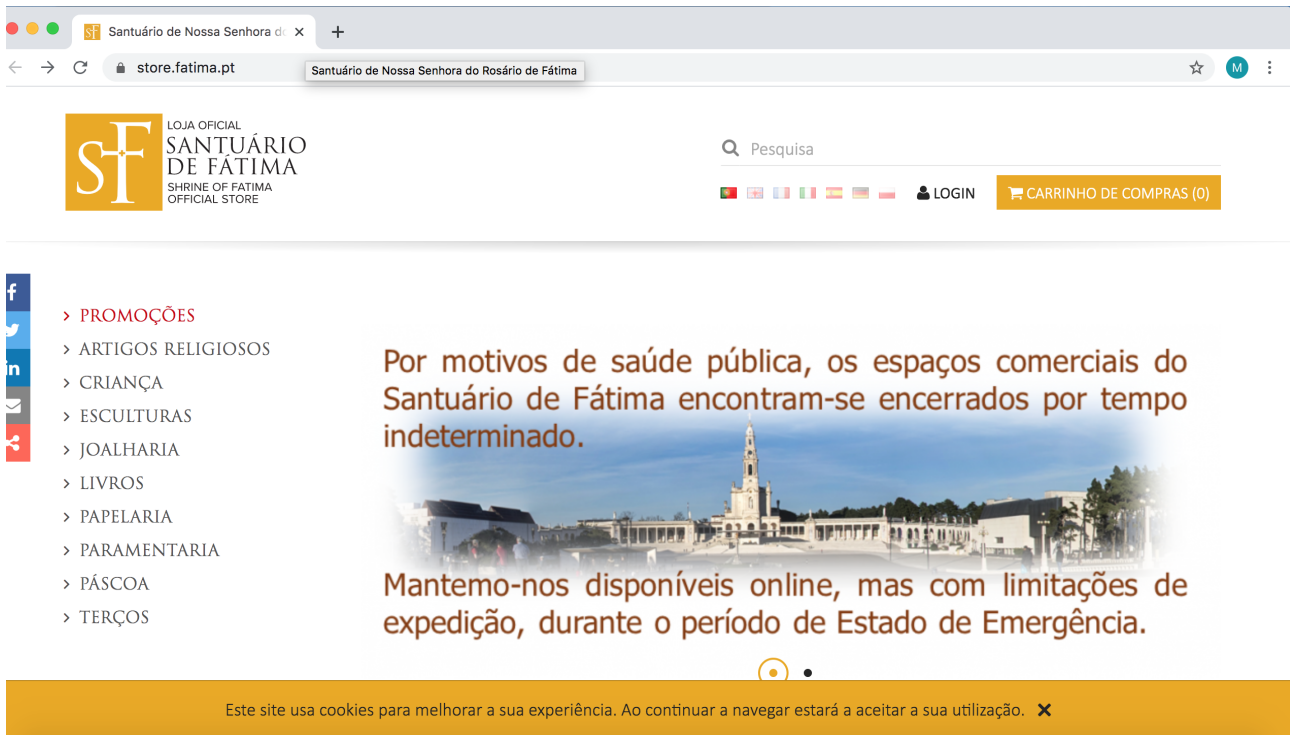 Santuário de Nossa Senhora d
store.fatima.pt
Santuário de Nossa Senhora do Rosário de Fátima
M
SF
LOJA OFICIAL
SANTUÁRIO
DE FÁTIMA
SHRINE OF FATIMA
OFFICIAL STORE
Pesquisa
LOGIN
CARRINHO DE COMPRAS (0)
f
in
PROMOÇÕES
ARTIGOS RELIGIOSOS
CRIANÇA
ESCULTURAS
JOALHARIA
LIVROS
PAPELARIA
PARAMENTARIA
PÁSCOA
TERÇOS
Por motivos de saúde pública, os espaços comerciais do
Santuário de Fátima encontram-se encerrados por tempo
indeterminado.
Mantemo-nos disponíveis online, mas com limitações de
expedição, durante o período de Estado de Emergência.
Este site usa cookies para melhorar a sua experiência. Ao continuar a navegar estará a aceitar a sua utilização.